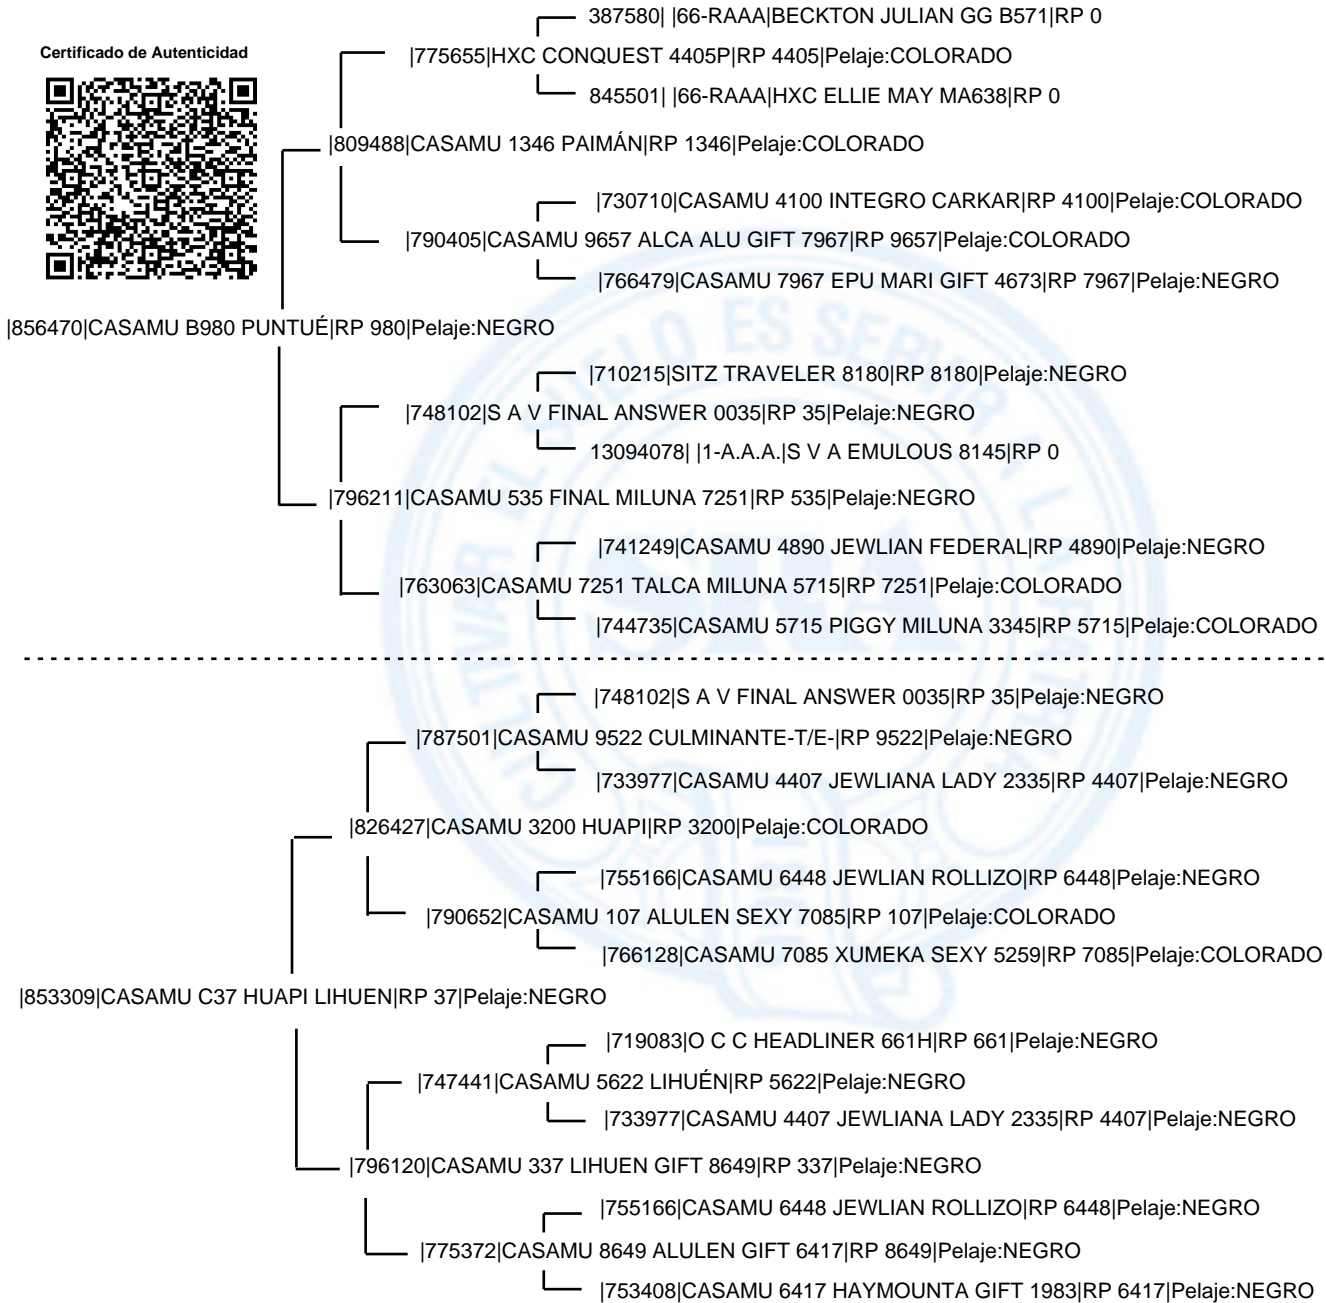 387580| |66-RAAA|BECKTON JULIAN GG B571|RP 0
Certificado de Autenticidad
|775655|HXC CONQUEST 4405P|RP 4405|Pelaje:COLORADO
845501| |66-RAAA|HXC ELLIE MAY MA638|RP 0
|809488|CASAMU 1346 PAIMÁN|RP 1346|Pelaje:COLORADO
|730710|CASAMU 4100 INTEGRO CARKAR|RP 4100|Pelaje:COLORADO
|790405|CASAMU 9657 ALCA ALU GIFT 7967|RP 9657|Pelaje:COLORADO
|766479|CASAMU 7967 EPU MARI GIFT 4673|RP 7967|Pelaje:NEGRO
|856470|CASAMU B980 PUNTUÉ|RP 980|Pelaje:NEGRO
|710215|SITZ TRAVELER 8180|RP 8180|Pelaje:NEGRO
|748102|S A V FINAL ANSWER 0035|RP 35|Pelaje:NEGRO
13094078| |1-A.A.A.|S V A EMULOUS 8145|RP 0
|796211|CASAMU 535 FINAL MILUNA 7251|RP 535|Pelaje:NEGRO
|741249|CASAMU 4890 JEWLIAN FEDERAL|RP 4890|Pelaje:NEGRO
|763063|CASAMU 7251 TALCA MILUNA 5715|RP 7251|Pelaje:COLORADO
|744735|CASAMU 5715 PIGGY MILUNA 3345|RP 5715|Pelaje:COLORADO
|748102|S A V FINAL ANSWER 0035|RP 35|Pelaje:NEGRO
|787501|CASAMU 9522 CULMINANTE-T/E-|RP 9522|Pelaje:NEGRO
|733977|CASAMU 4407 JEWLIANA LADY 2335|RP 4407|Pelaje:NEGRO
|826427|CASAMU 3200 HUAPI|RP 3200|Pelaje:COLORADO
|755166|CASAMU 6448 JEWLIAN ROLLIZO|RP 6448|Pelaje:NEGRO
|790652|CASAMU 107 ALULEN SEXY 7085|RP 107|Pelaje:COLORADO
|766128|CASAMU 7085 XUMEKA SEXY 5259|RP 7085|Pelaje:COLORADO
|853309|CASAMU C37 HUAPI LIHUEN|RP 37|Pelaje:NEGRO
|719083|O C C HEADLINER 661H|RP 661|Pelaje:NEGRO
|747441|CASAMU 5622 LIHUÉN|RP 5622|Pelaje:NEGRO
|733977|CASAMU 4407 JEWLIANA LADY 2335|RP 4407|Pelaje:NEGRO
|796120|CASAMU 337 LIHUEN GIFT 8649|RP 337|Pelaje:NEGRO
|755166|CASAMU 6448 JEWLIAN ROLLIZO|RP 6448|Pelaje:NEGRO
|775372|CASAMU 8649 ALULEN GIFT 6417|RP 8649|Pelaje:NEGRO
|753408|CASAMU 6417 HAYMOUNTA GIFT 1983|RP 6417|Pelaje:NEGRO
CULTIVAR EL SUELO ES SERVIR A LA PATRIA
SRA